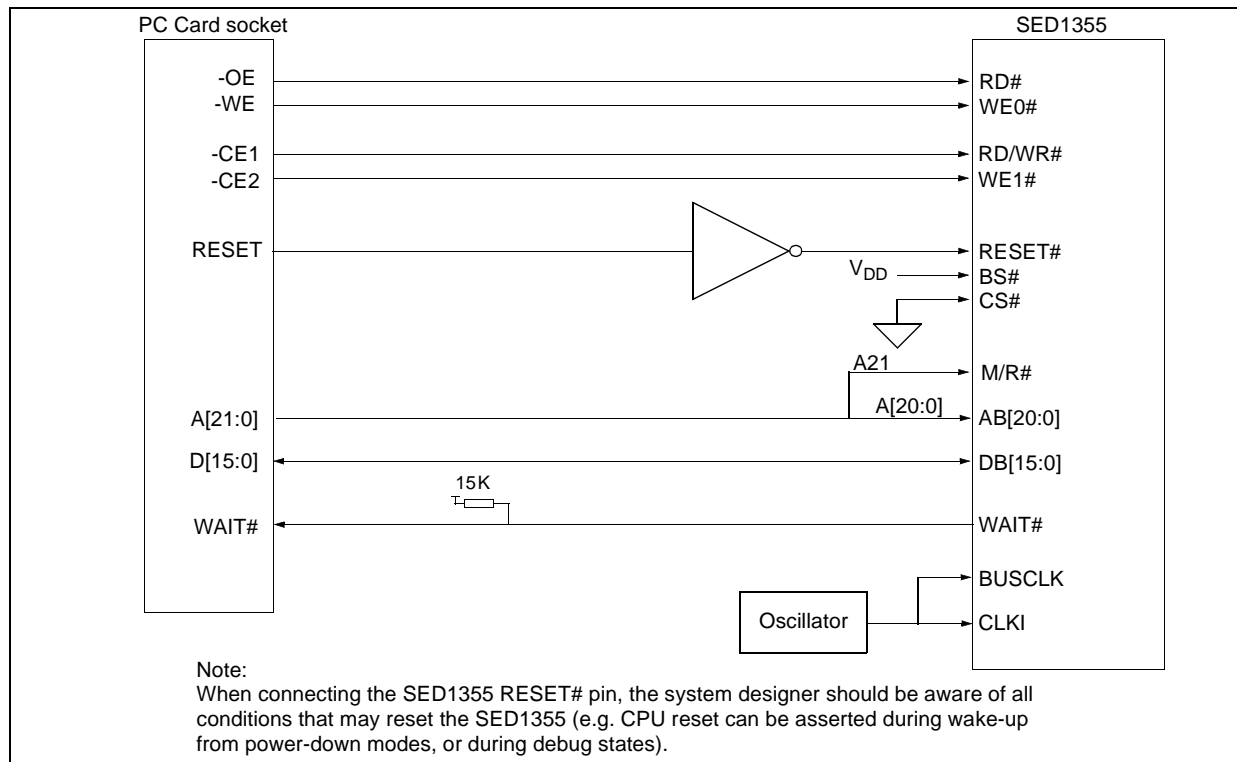 PC Card socket
SED1355
-OE
RD#
-WE
WE0#
-CE1
RD/WR#
-CE2
WE1#
RESET
RESET#
VDD
BS#
CS#
A21
M/R#
A[21:0]
A[20:0]
AB[20:0]
D[15:0]
DB[15:0]
15K
WAIT#
WAIT#
BUSCLK
Oscillator
CLKI
Note:
When connecting the SED1355 RESET# pin, the system designer should be aware of all
conditions that may reset the SED1355 (e.g. CPU reset can be asserted during wake-up
from power-down modes, or during debug states).